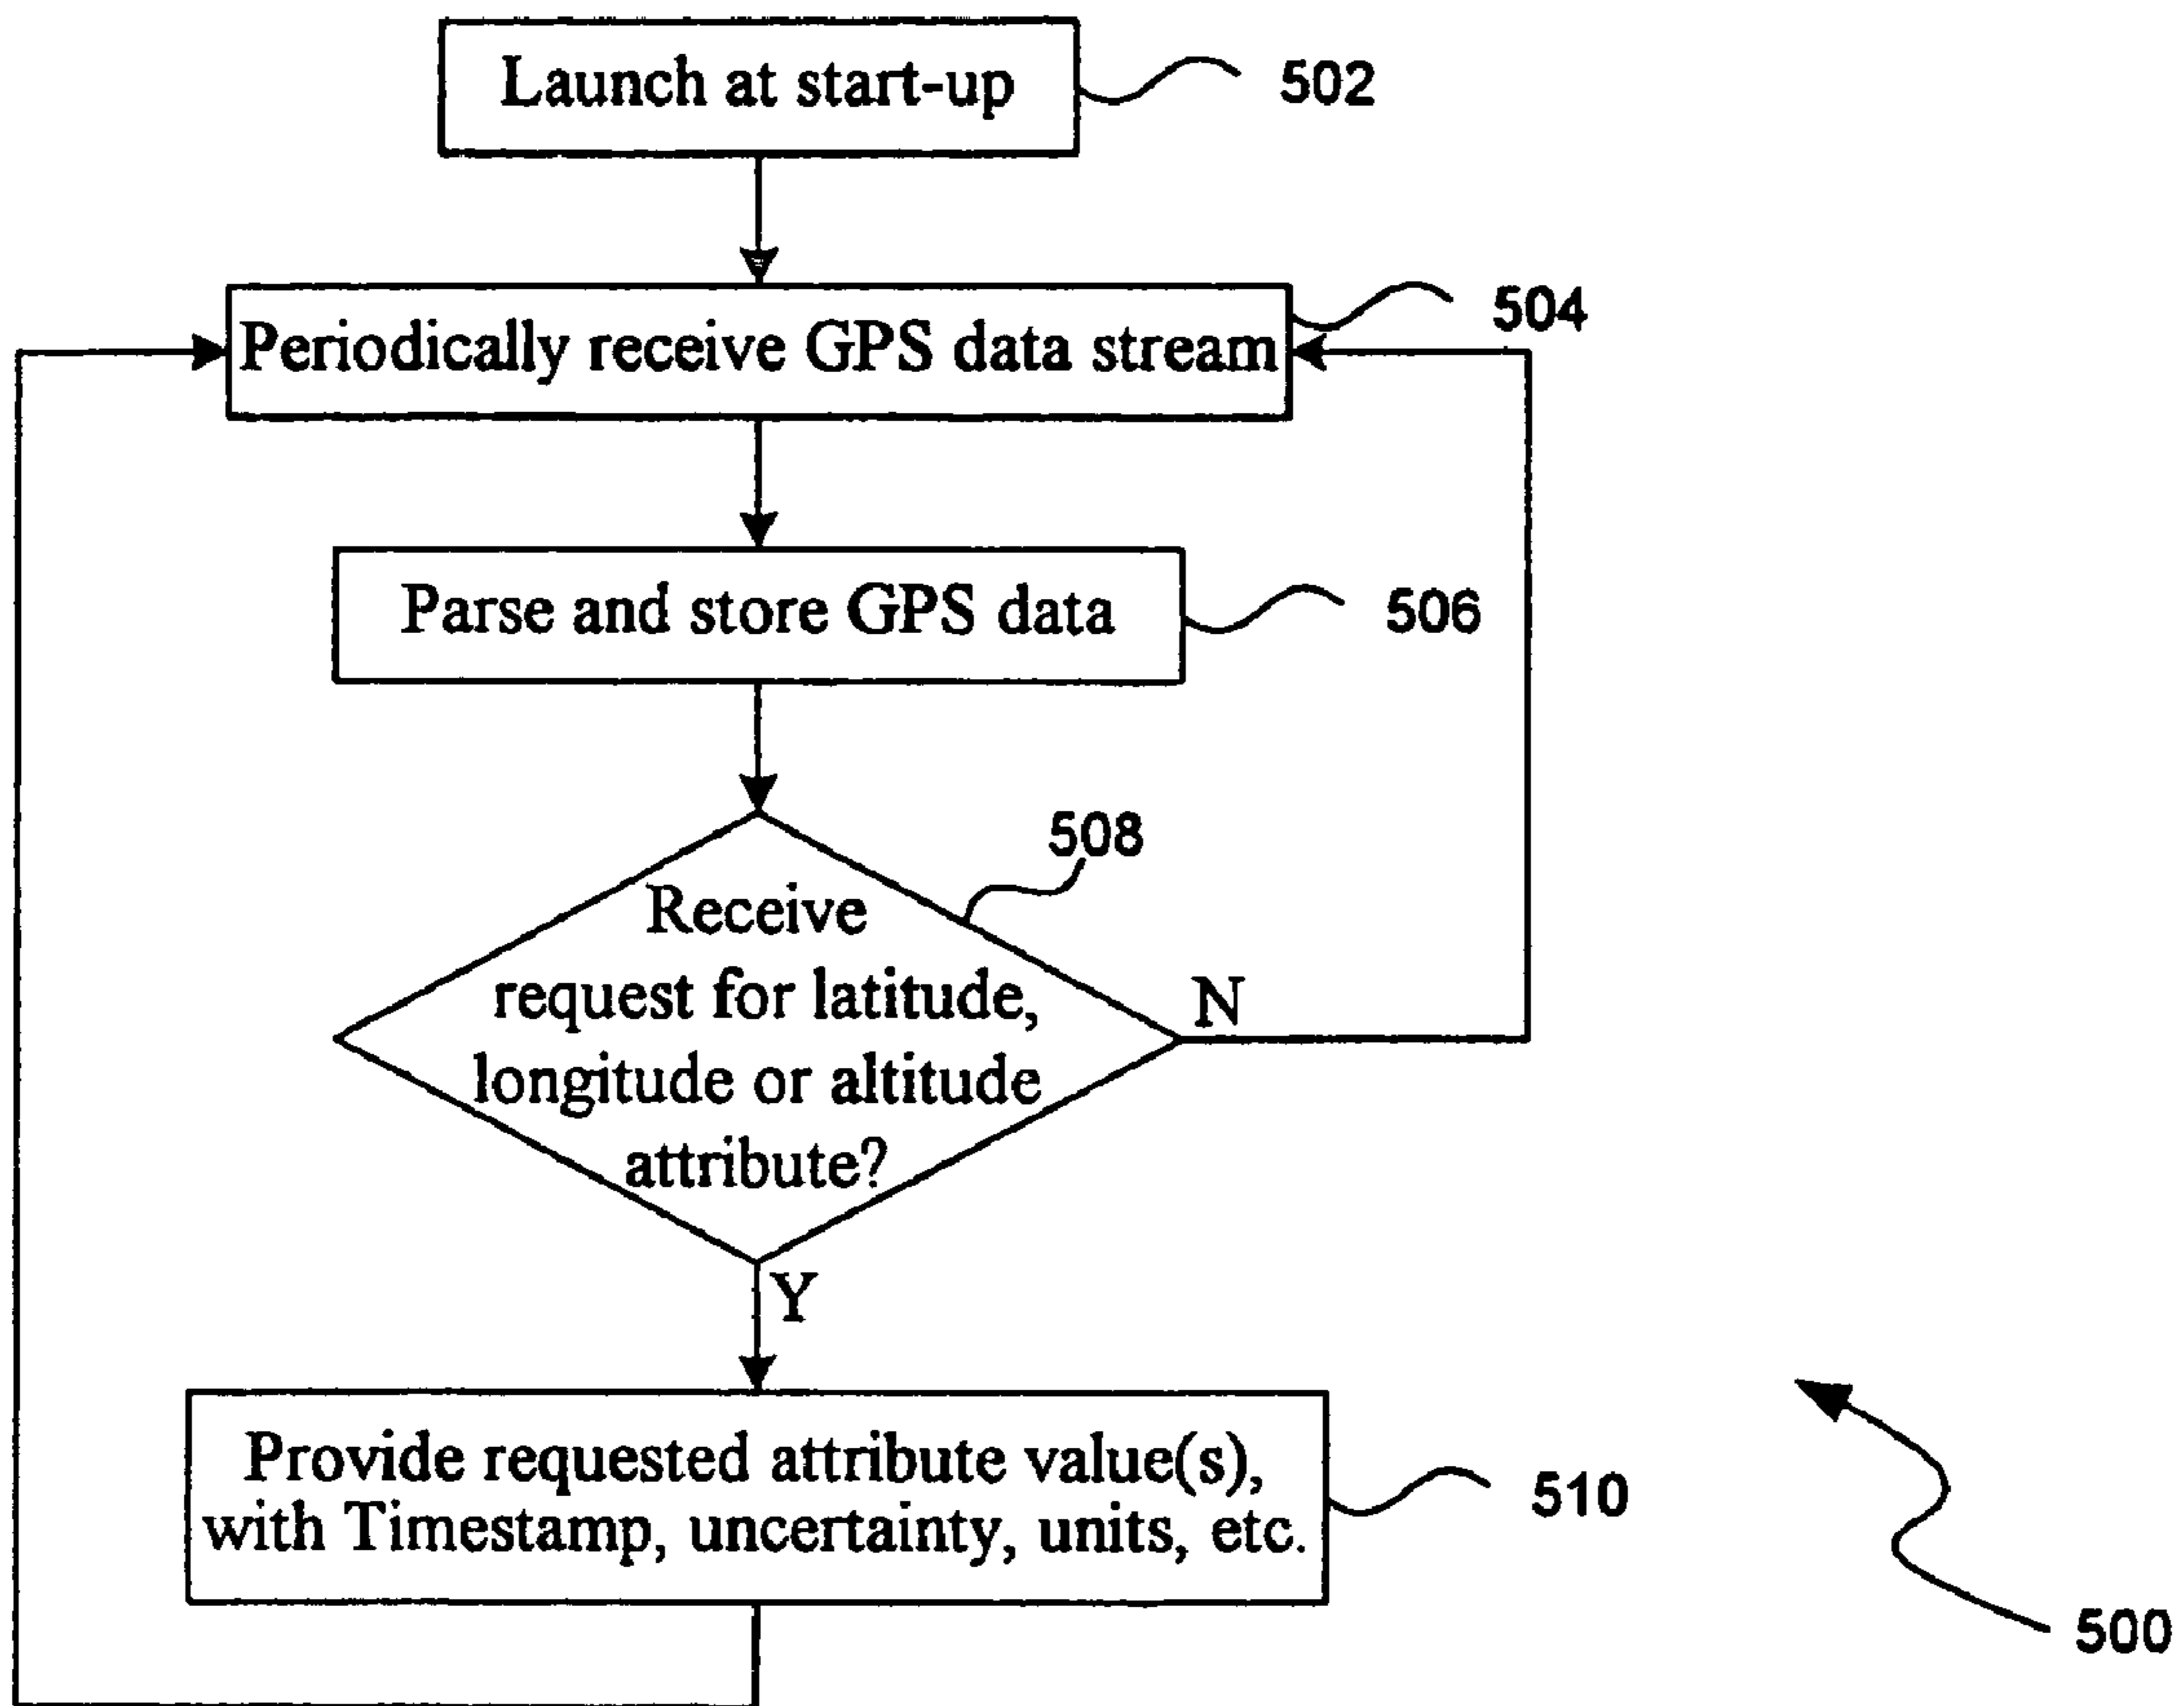 Launch at start-up
502
Periodically receive GPS data stream
504
Parse and store GPS data
506
508
Receive
request for latitude,
longitude or altitude
attribute?
N
Y
Provide requested attribute value(s),
with Timestamp, uncertainty, units, etc.
510
500